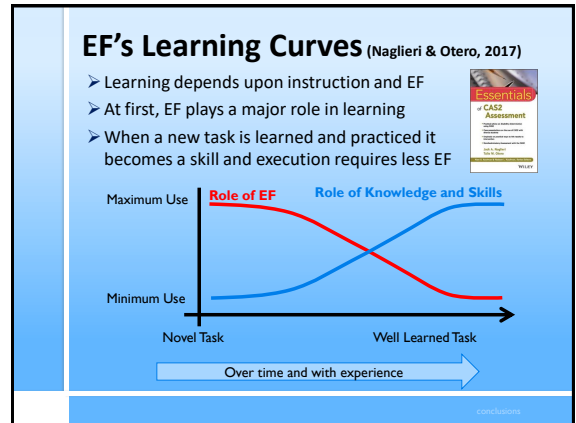 EF's Learning Curves (Naglieri & Otero, 2017)
➢ Learning depends upon instruction and EF
➢ At first, EF plays a major role in learning
➢ When a new task is learned and practiced it
becomes a skill and execution requires less EF
Essentials
of CAS2
Assessment
WILEY
Maximum Use
Role of EF
Role of Knowledge and Skills
Minimum Use
Novel Task
Well Learned Task
Over time and with experience
conclusions